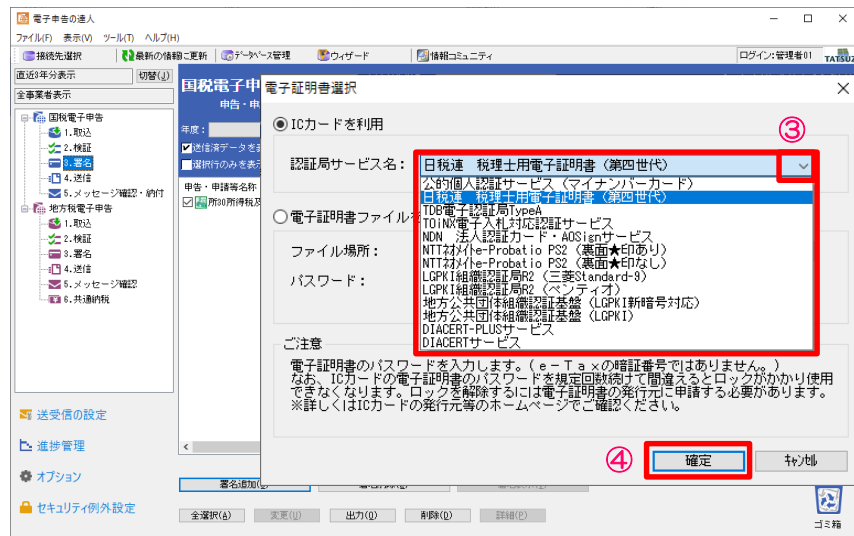 電子申告の達人
ファイル(F) 表示(V) ツール(T) ヘルプ(H)
接続先選択 最新の情報に更新 データベース管理 ウィザード 情報コミュニティ ログイン:管理者01 TATSUZ
直近3年分表示 切替(J)
全事業者表示
国税電子申告
1.取込
2.検証
3.署名
4.送信
5.メッセージ確認・納付
地方税電子申告
1.取込
2.検証
3.署名
4.送信
5.メッセージ確認
6.共通納税
送受信の設定
進捗管理
オプション
セキュリティ例外設定
国税電子申
申告・申
年度:
送信済データを表
選択行のみを表示
申告・申請等名称
所30所得税及
電子証明書選択
ICカードを利用
③
認証局サービス名: 日税連 税理士用電子証明書(第四世代)
公的個人認証サービス(マイナンバーカード)
日税連 税理士用電子証明書(第四世代)
TDB電子認証局TypeA
TOiNX電子入札対応認証サービス
NDN 法人認証カード・AOSignサービス
NTTネオメイトe-Probatio PS2(裏面★印あり)
NTTネオメイトe-Probatio PS2(裏面★印なし)
LGPKI組織認証局R2(三菱Standard-9)
LGPKI組織認証局R2(ペンティオ)
地方公共団体組織認証基盤(LGPKI新暗号対応)
地方公共団体組織認証基盤(LGPKI)
DIACERT-PLUSサービス
DIACERTサービス
電子証明書ファイルを
ファイル場所:
パスワード:
ご注意
電子証明書のパスワードを入力します。(e-Taxの暗証番号ではありません。)
なお、ICカードの電子証明書のパスワードを規定回数続けて間違えるとロックがかかり使用
できなくなります。ロックを解除するには電子証明書の発行元に申請する必要があります。
※詳しくはICカードの発行元等のホームページでご確認ください。
④ 確定 キャンセル
署名追加(
全選択(A) 変更(U) 出力(O) 削除(D) 詳細(P)
ゴミ箱